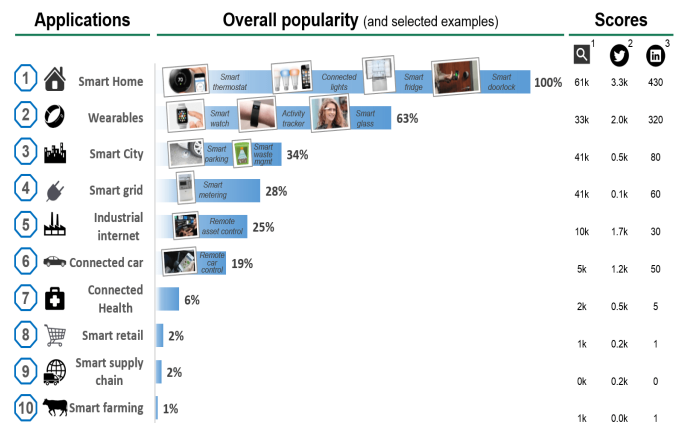 Applications
Overall popularity (and selected examples)
Scores
1
2
3
1
Smart Home
Smart thermostat
Connected lights
Smart fridge
Smart doorlock
100%
61k
3.3k
430
2
Wearables
Smart watch
Activity tracker
Smart glass
63%
33k
2.0k
320
3
Smart City
Smart parking
Smart waste mgmt
34%
41k
0.5k
80
4
Smart grid
Smart metering
28%
41k
0.1k
60
5
Industrial internet
Remote asset control
25%
10k
1.7k
30
6
Connected car
Remote car control
19%
5k
1.2k
50
7
Connected Health
6%
2k
0.5k
5
8
Smart retail
2%
1k
0.2k
1
9
Smart supply chain
2%
0k
0.2k
0
10
Smart farming
1%
1k
0.0k
1